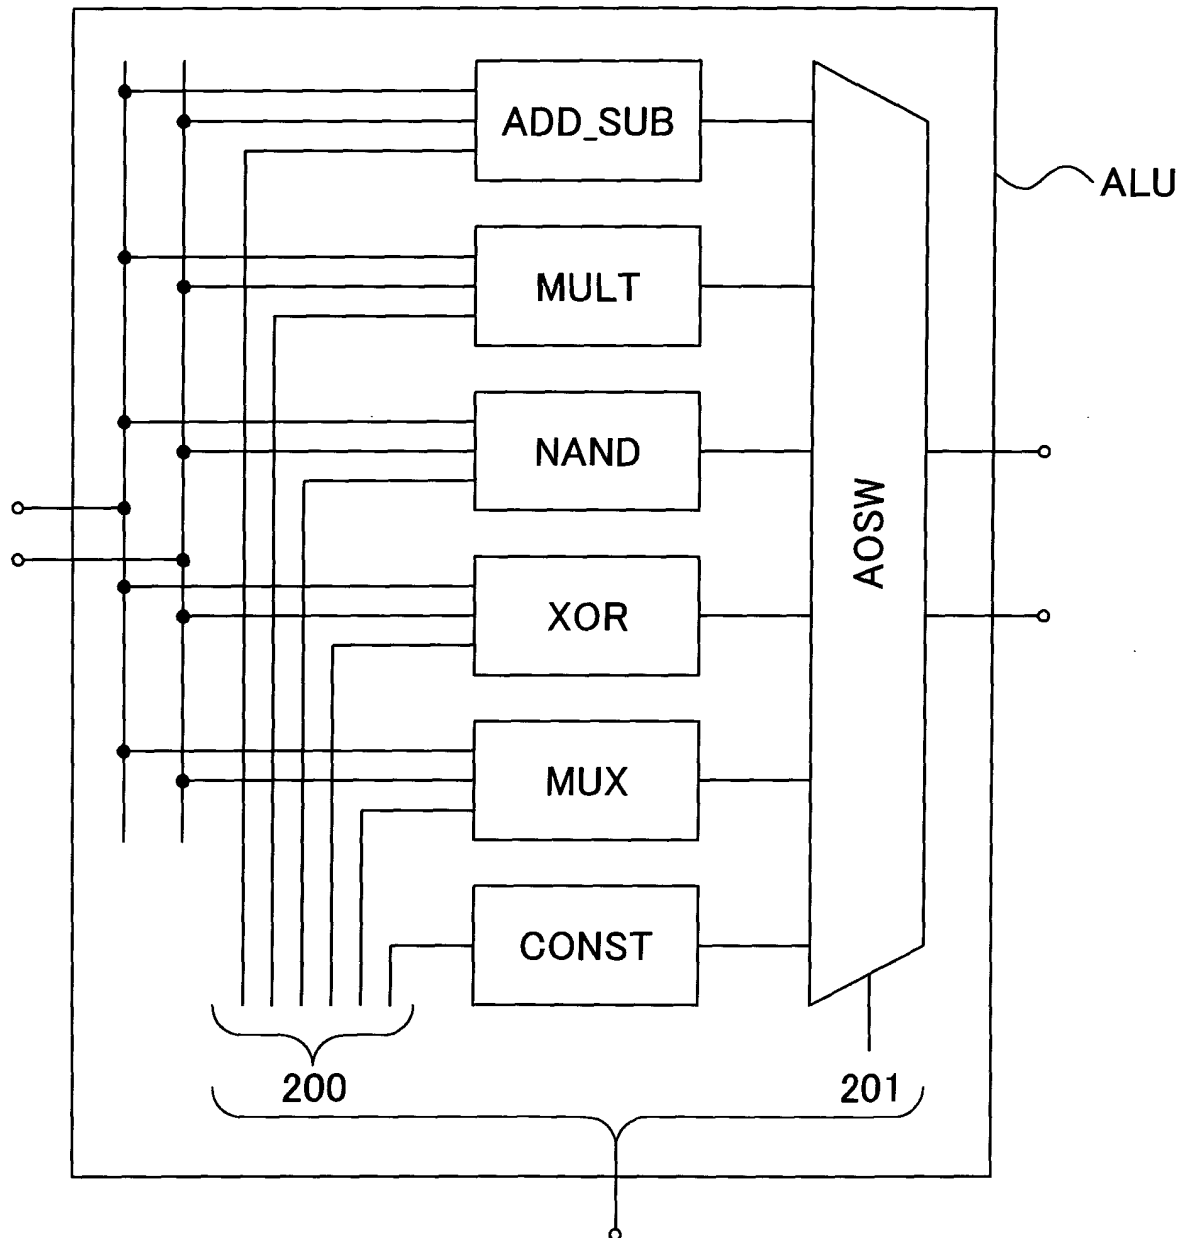 ADD_SUB
ALU
MULT
NAND
AOSW
XOR
MUX
CONST
200
201